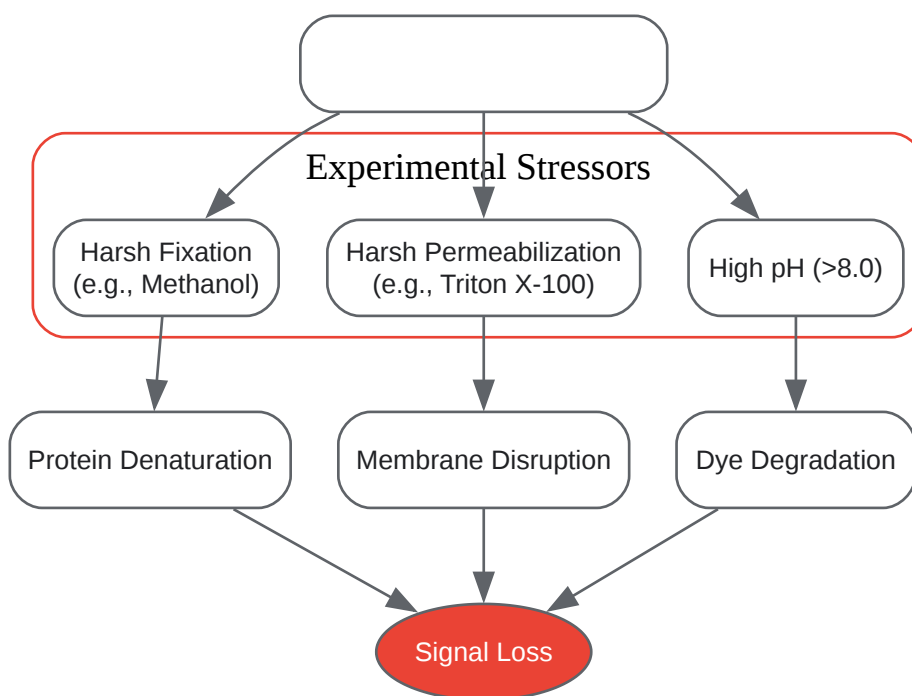 Experimental Stressors
Harsh Fixation
(e.g., Methanol)
Harsh Permeabilization
(e.g., Triton X-100)
High pH (>8.0)
Protein Denaturation
Membrane Disruption
Dye Degradation
Signal Loss